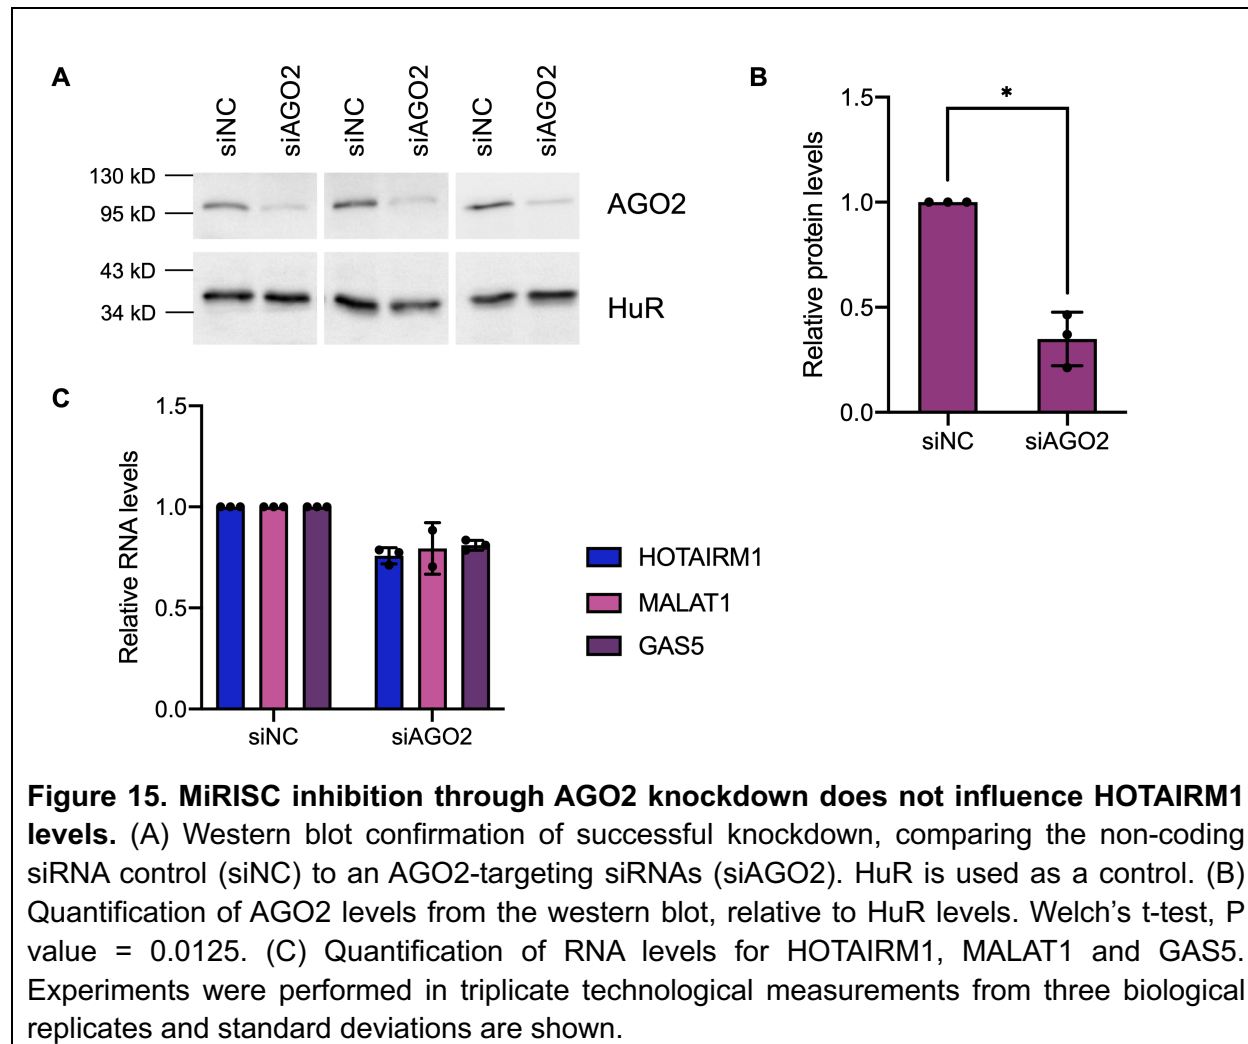 A
siNC
siAGO2
siNC
siAGO2
siNC
siAGO2
130 kD
95 kD
AGO2
43 kD
34 kD
HuR
B
Relative protein levels
1.5
1.0
0.5
0.0
*
siNC
siAGO2
C
Relative RNA levels
1.5
1.0
0.5
0.0
siNC
siAGO2
HOTAIRM1
MALAT1
GAS5
Figure 15. MiRISC inhibition through AGO2 knockdown does not influence HOTAIRM1
levels. (A) Western blot confirmation of successful knockdown, comparing the non-coding
siRNA control (siNC) to an AGO2-targeting siRNAs (siAGO2). HuR is used as a control. (B)
Quantification of AGO2 levels from the western blot, relative to HuR levels. Welch's t-test, P
value = 0.0125. (C) Quantification of RNA levels for HOTAIRM1, MALAT1 and GAS5.
Experiments were performed in triplicate technological measurements from three biological
replicates and standard deviations are shown.